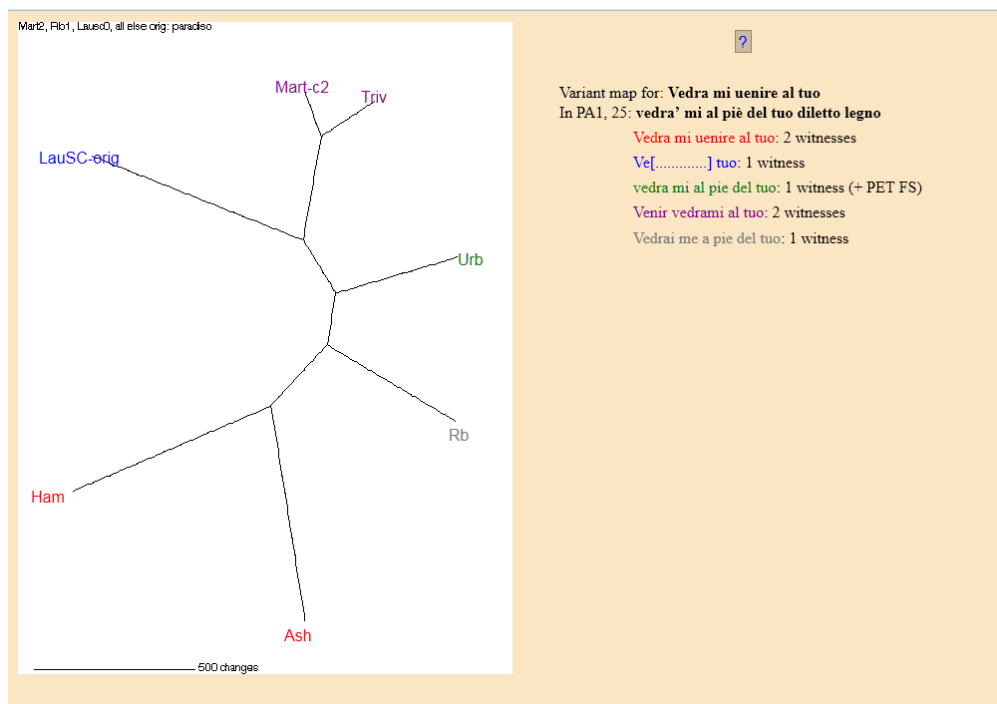 Mart2, Rb1, Lausc0, all else orig: paradiso
?
Mart-c2
Triv
LauSC-orig
Urb
Rb
Ham
Ash
500 changes
Variant map for: Vedra mi uenire al tuo
In PA1, 25: vedra’ mi al piè del tuo diletto legno
Vedra mi uenire al tuo: 2 witnesses
Ve[.............] tuo: 1 witness
vedra mi al pie del tuo: 1 witness (+ PET FS)
Venir vedrami al tuo: 2 witnesses
Vedrai me a pie del tuo: 1 witness